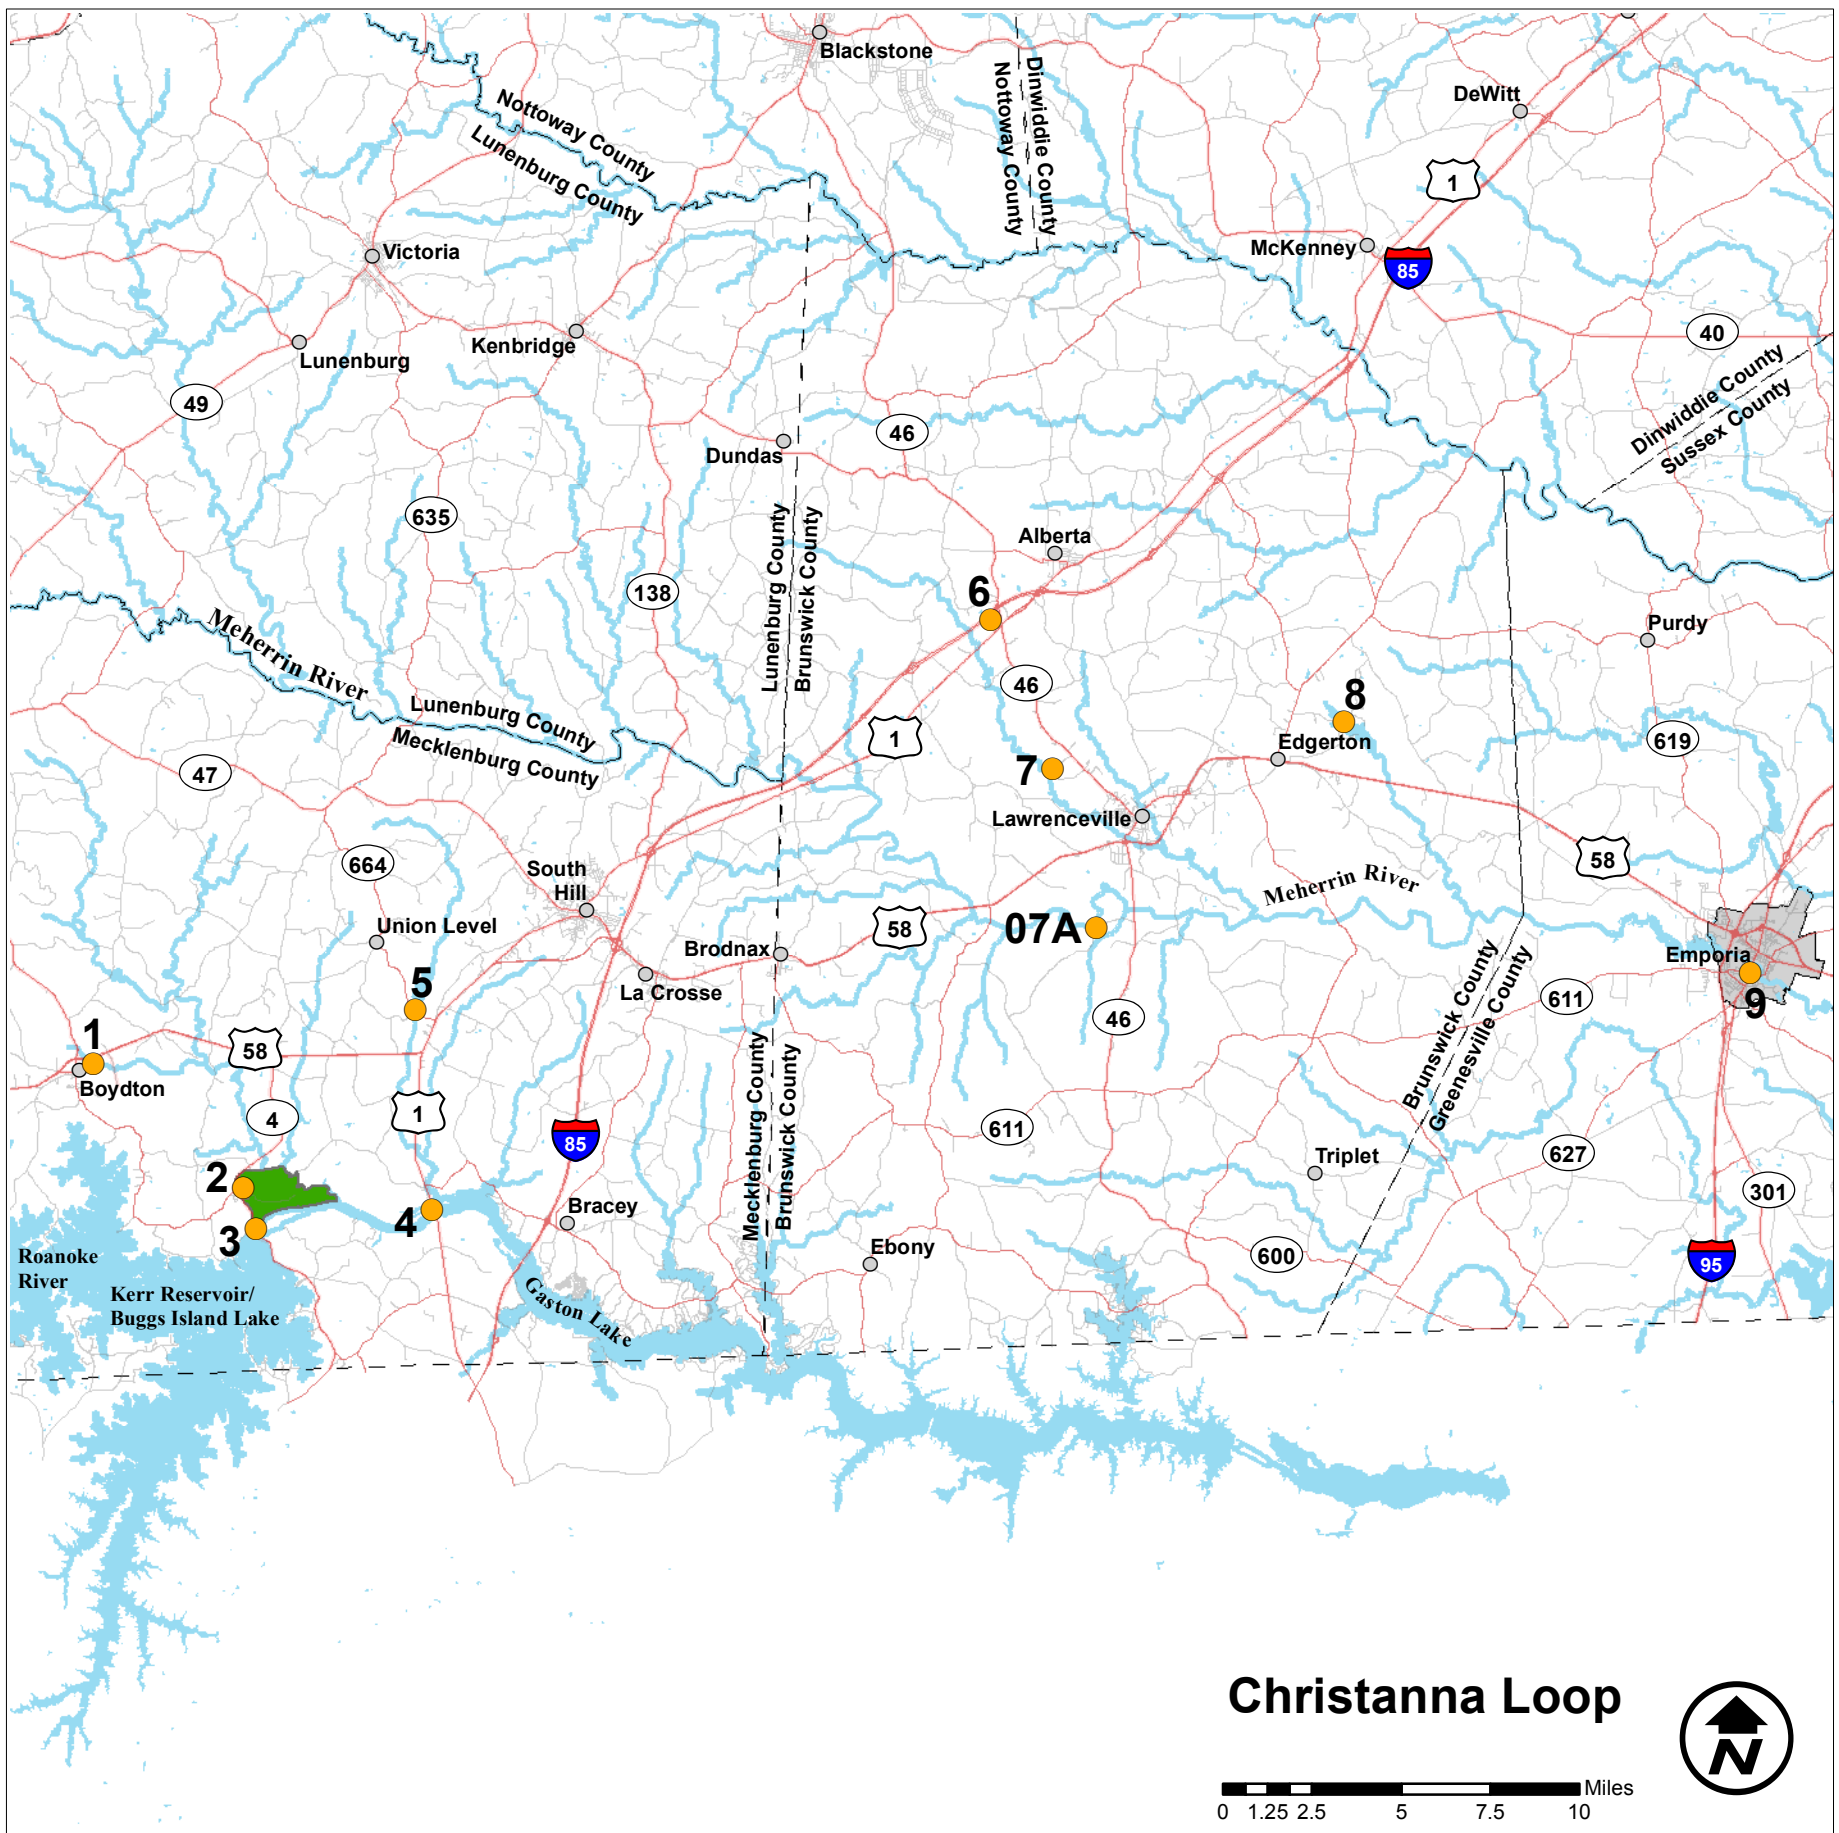 Blackstone
DeWitt
Nottoway County
Lunenburg County
Dinwiddie County
Nottoway County
1
Victoria
McKenney
85
Lunenburg
Kenbridge
40
49
Dinwiddie County
Sussex County
46
Dundas
635
Lunenburg County
Brunswick County
Alberta
138
6
Purdy
Meherrin River
46
8
Lunenburg County
Mecklenburg County
1
Edgerton
619
47
7
Lawrenceville
664
South
Hill
58
Meherrin River
Union Level
58
07A
Brodnax
Emporia
5
La Crosse
611
9
46
Brunswick County
Greenesville County
1
58
Boydton
4
1
Mecklenburg County
Brunswick County
85
611
627
Triplet
2
301
3
4
Bracey
Ebony
600
95
Roanoke
River
Kerr Reservoir/
Buggs Island Lake
Gaston Lake
Christanna Loop
N
Miles
0 1.25 2.5 5 7.5 10